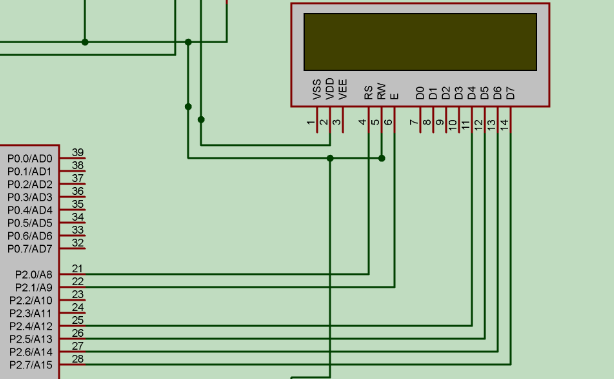 VSS VDD VEE RS RW E D0 D1 D2 D3 D4 D5 D6 D7
1 2 3 4 5 6 7 8 9 10 11 12 13 14
P0.0/AD0 39
P0.1/AD1 38
P0.2/AD2 37
P0.3/AD3 36
P0.4/AD4 35
P0.5/AD5 34
P0.6/AD6 33
P0.7/AD7 32
P2.0/A8 21
P2.1/A9 22
P2.2/A10 23
P2.3/A11 24
P2.4/A12 25
P2.5/A13 26
P2.6/A14 27
P2.7/A15 28